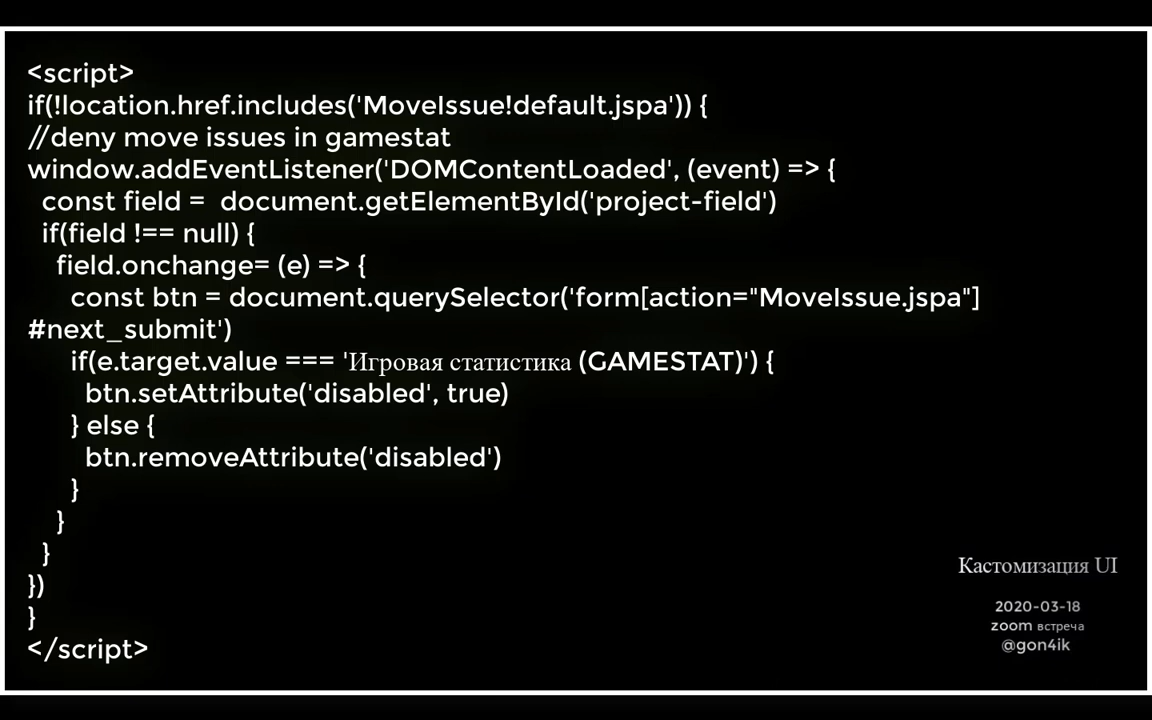 <script>
if(!location.href.includes('MoveIssue!default.jspa')) {
//deny move issues in gamestat
window.addEventListener('DOMContentLoaded', (event) => {
  const field =  document.getElementById('project-field')
  if(field !== null) {
    field.onchange= (e) => {
      const btn = document.querySelector('form[action="MoveIssue.jspa"]
#next_submit')
      if(e.target.value === 'Игровая статистика (GAMESTAT)') {
        btn.setAttribute('disabled', true)
      } else {
        btn.removeAttribute('disabled')
      }
    }
  }
})
}
</script>
Кастомизация UI
2020-03-18
zoom встреча
@gon4ik